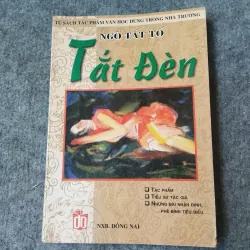 TỦ SÁCH TÁC PHẨM VĂN HỌC DÙNG TRONG NHÀ TRƯỜNG
NGÔ TẤT TỐ
Tắt Đèn
TÁC PHẨM
TIỂU SỬ TÁC GIẢ
NHỮNG BÀI NHẬN ĐỊNH,
PHÊ BÌNH TIÊU BIỂU
NXB. ĐỒNG NAI